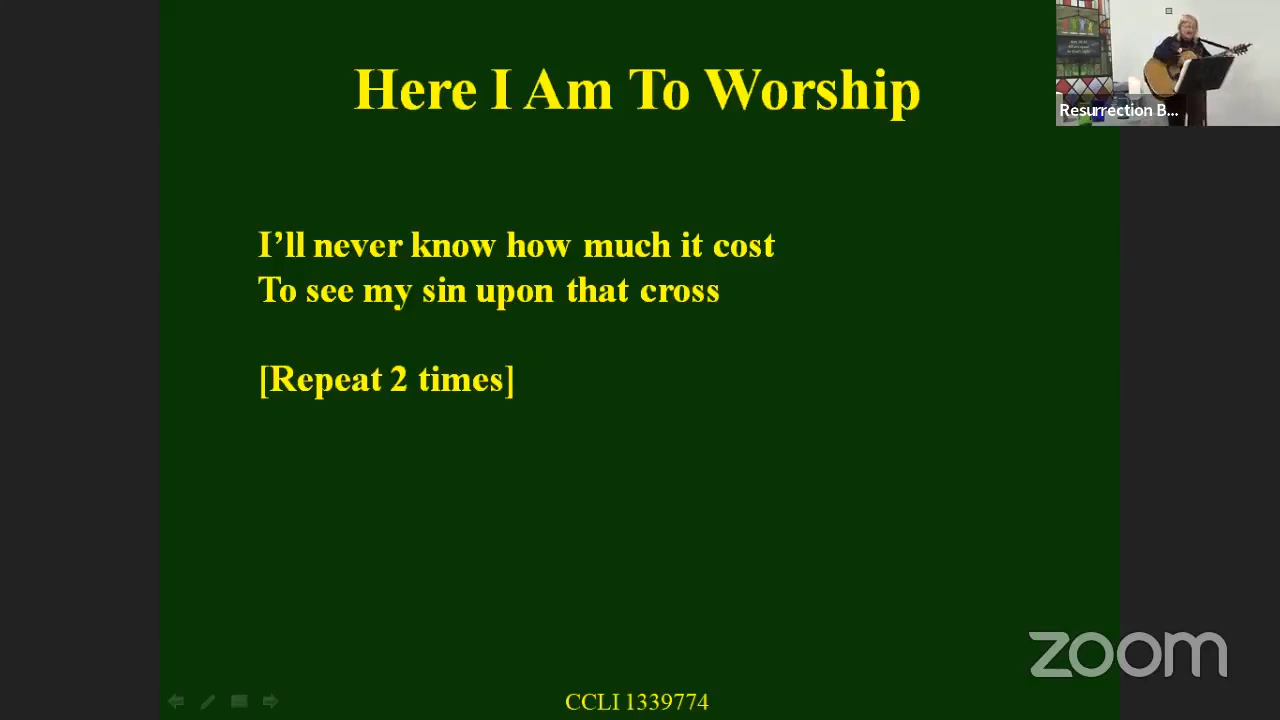 Here I Am To Worship
Resurrection B...
I’ll never know how much it cost
To see my sin upon that cross
[Repeat 2 times]
zoom
CCLI 1339774